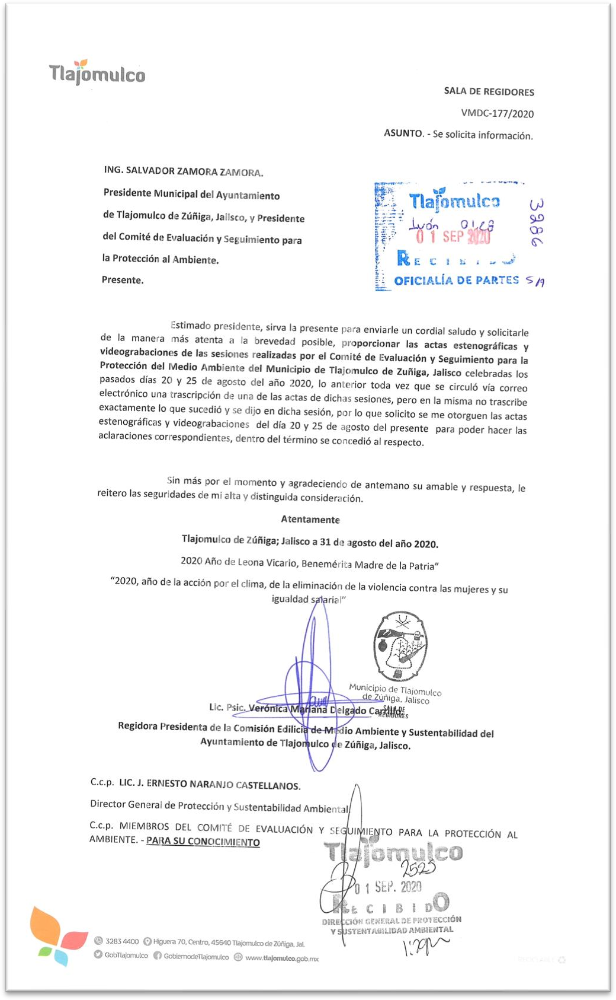 Tlajomulco
SALA DE REGIDORES
VMDC-177/2020
ASUNTO. - Se solicita información.
ING. SALVADOR ZAMORA ZAMORA.
Presidente Municipal del Ayuntamiento
de Tlajomulco de Zúñiga, Jalisco, y Presidente
del Comité de Evaluación y Seguimiento para
la Protección al Ambiente.
Presente.
Tlajomulco
Iván
01 SEP 2020
RECIBIDO
OFICIALÍA DE PARTES S/A
3286
Estimado presidente, sirva la presente para enviarle un cordial saludo y solicitarle
de la manera más atenta a la brevedad posible, proporcionar las actas estenográficas y
videograbaciones de las sesiones realizadas por el Comité de Evaluación y Seguimiento para la
Protección del Medio Ambiente del Municipio de Tlajomulco de Zuñiga, Jalisco celebradas los
pasados días 20 y 25 de agosto del año 2020, lo anterior toda vez que se circuló vía correo
electrónico una trascripción de una de las actas de dichas sesiones, pero en la misma no trascribe
exactamente lo que sucedió y se dijo en dicha sesión, por lo que solicito se me otorguen las actas
estenográficas y videograbaciones del día 20 y 25 de agosto del presente para poder hacer las
aclaraciones correspondientes, dentro del término se concedió al respecto.
Sin más por el momento y agradeciendo de antemano su amable y respuesta, le
reitero las seguridades de mi alta y distinguida consideración.
Atentamente
Tlajomulco de Zúñiga; Jalisco a 31 de agosto del año 2020.
2020 Año de Leona Vicario, Benemérita Madre de la Patria”
“2020, año de la acción por el clima, de la eliminación de la violencia contra las mujeres y su
igualdad salarial”
Municipio de Tlajomulco
de Zúñiga, Jalisco
SALA DE
REGIDORES
Lic. Psic. Verónica Mariana Delgado Carrillo.
Regidora Presidenta de la Comisión Edilicia de Medio Ambiente y Sustentabilidad del
Ayuntamiento de Tlajomulco de Zúñiga, Jalisco.
C.c.p. LIC. J. ERNESTO NARANJO CASTELLANOS.
Director General de Protección y Sustentabilidad Ambiental.
C.c.p. MIEMBROS DEL COMITÉ DE EVALUACIÓN Y SEGUIMIENTO PARA LA PROTECCIÓN AL
AMBIENTE. - PARA SU CONOCIMIENTO
Tlajomulco
2525
01 SEP. 2020
RECIBIDO
DIRECCIÓN GENERAL DE PROTECCIÓN
Y SUSTENTABILIDAD AMBIENTAL
3283 4400 Higuera 70, Centro, 45640 Tlajomulco de Zúñiga, Jal.
GobTlajomulco GobiernodeTlajomulco www.tlajomulco.gob.mx